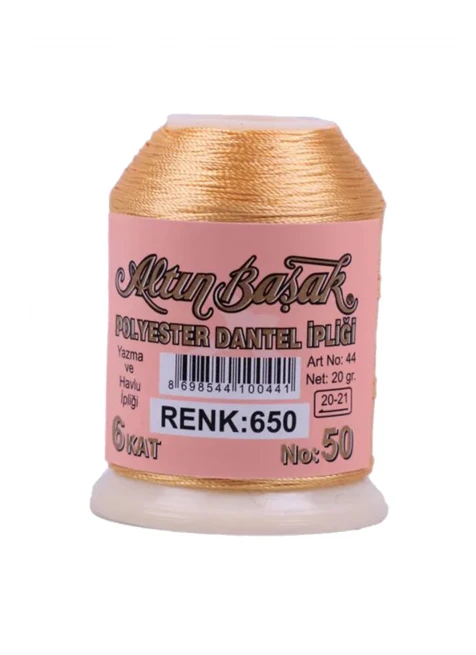 Altın Başak®
POLYESTER DANTEL İPLİĞİ
Yazma
ve
Havlu
İpliği
8 698544 100441
Art No: 44
Net: 20 gr.
20-21
RENK:650
6 KAT
No: 50